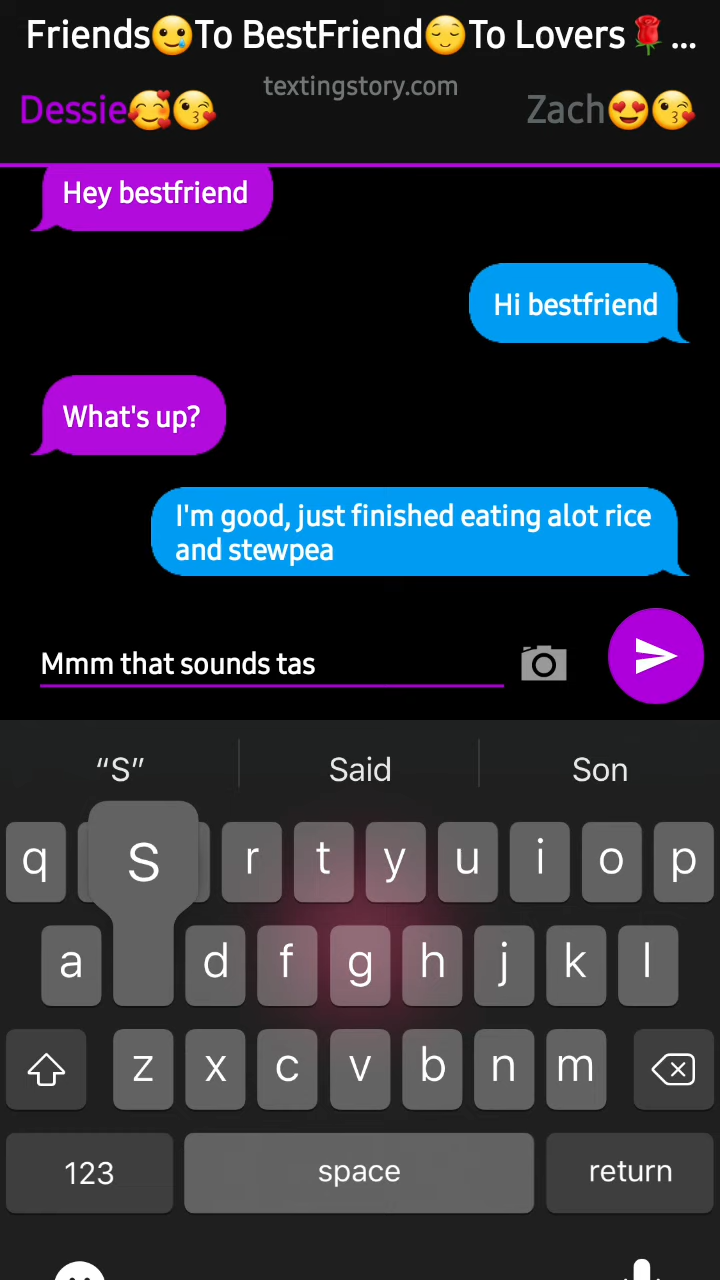 Friends🥲To BestFriend😌To Lovers🌹...
textingstory.com
Dessie🥰😘
Zach😍😘
Hey bestfriend
Hi bestfriend
What's up?
I'm good, just finished eating alot rice
and stewpea
Mmm that sounds tas
“S” Said Son
q S r t y u i o p
a d f g h j k l
z x c v b n m
123 space return